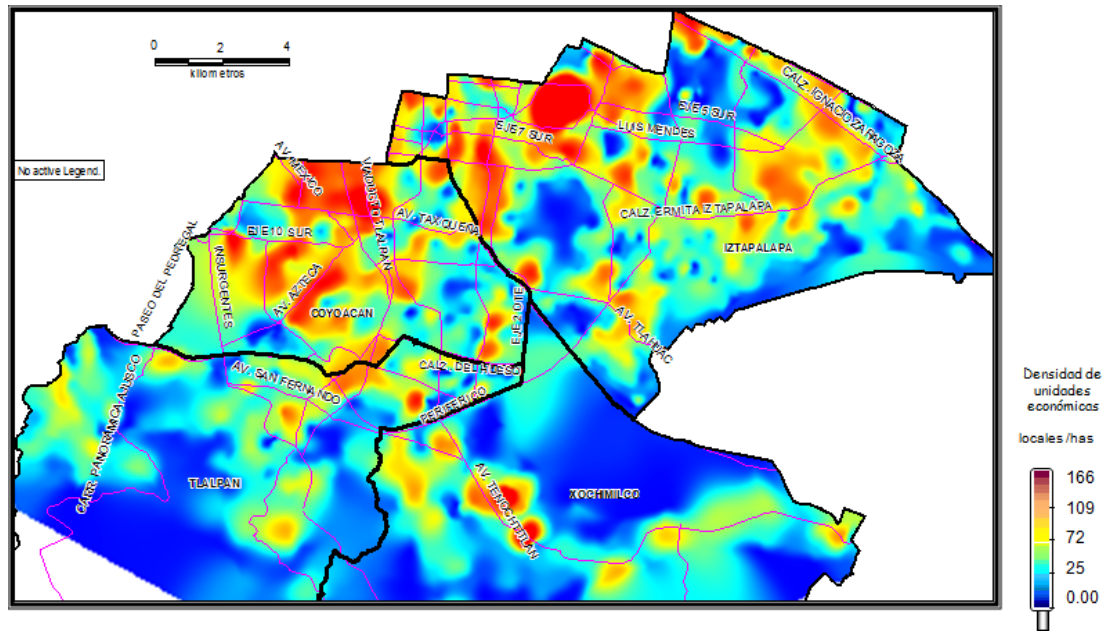 0 2 4
kilometros
No active Legend.
AV. MEXICO
VIADUCTO TLALPAN
AV. TAXQUEÑA
EJE 10 SUR
PASEO DEL PEDREGAL
INSURGENTES
AV. AZTECA
COYOACAN
EJE 7 SUR
LUIS MENDES
EJE 5 SUR
CALZ. IGNACIO ZARAGOZA
CALZ. ERMITA IZTAPALAPA
IZTAPALAPA
EJE 2 OTE
AV. TLAHUAC
CALZ. DEL HUESO
AV. SAN FERNANDO
PERIFERICO
CARR. PANORAMICA AJUSCO
TLALPAN
AV. TENOCHTITLAN
XOCHIMILCO
Densidad de
unidades
económicas
locales /has
166
109
72
25
0.00